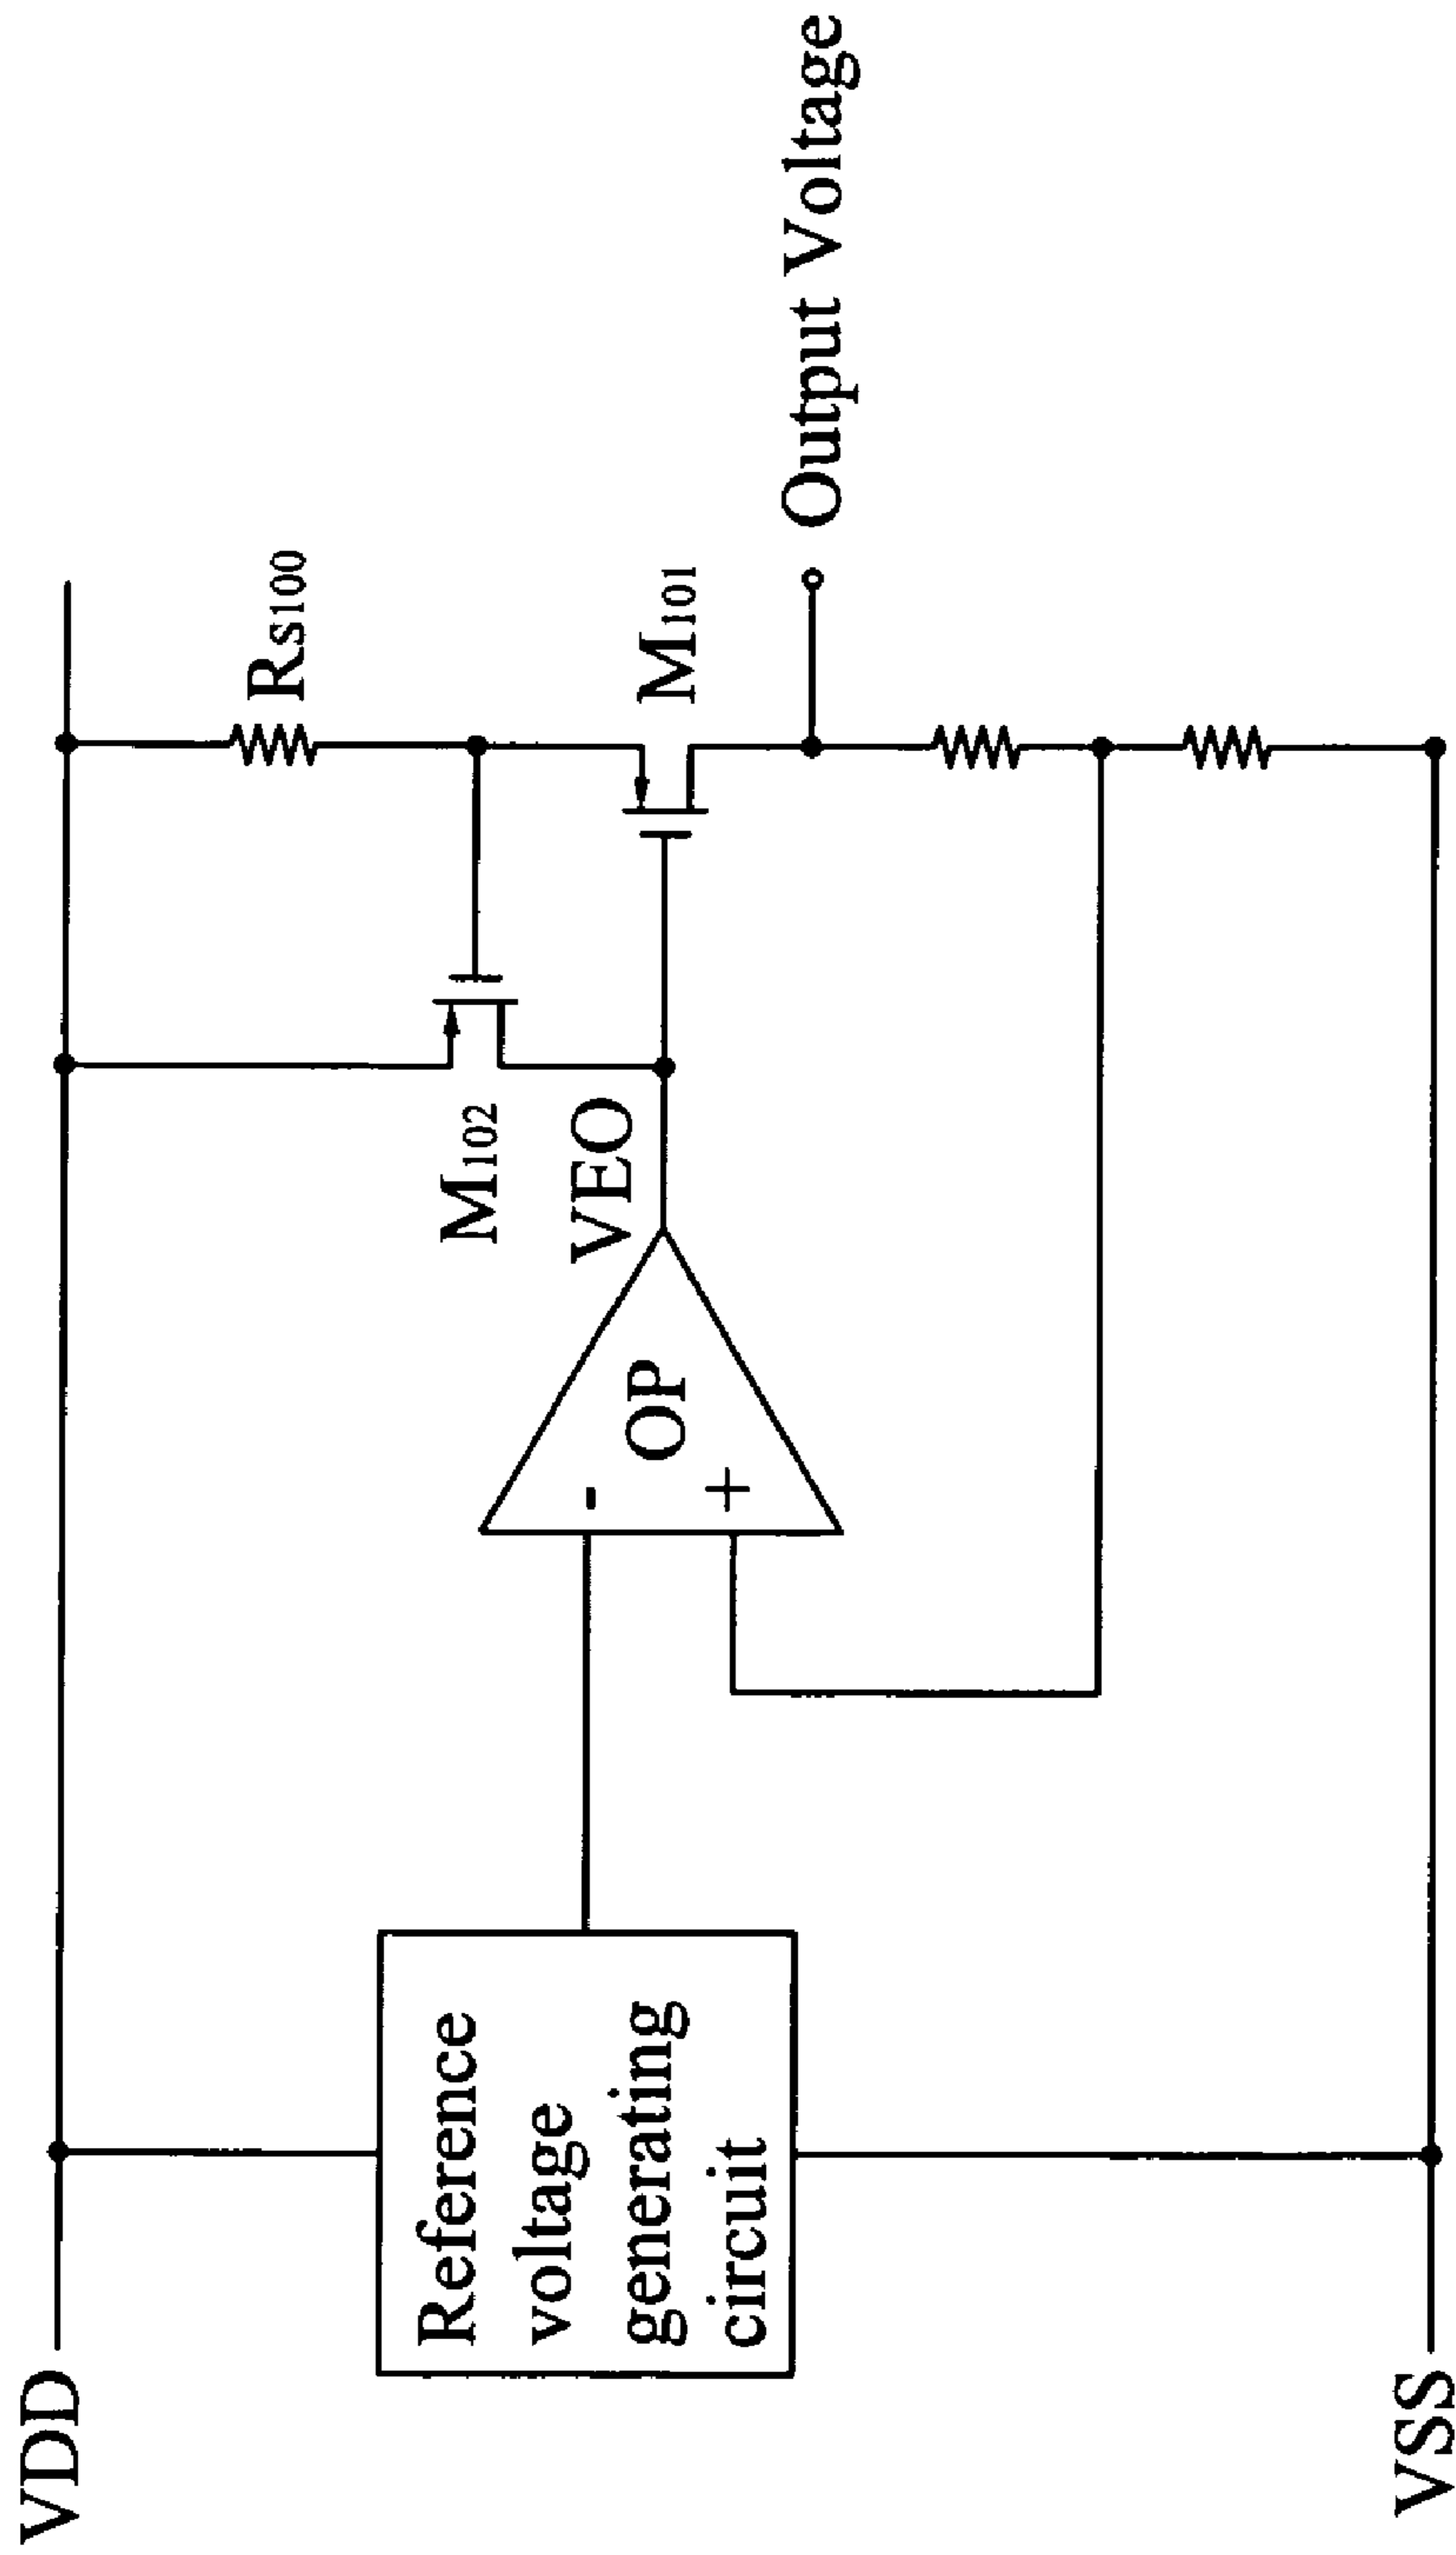 VDD
Rs100
M102
VEO
M101
Reference
voltage
generating
circuit
-
OP
+
Output Voltage
VSS